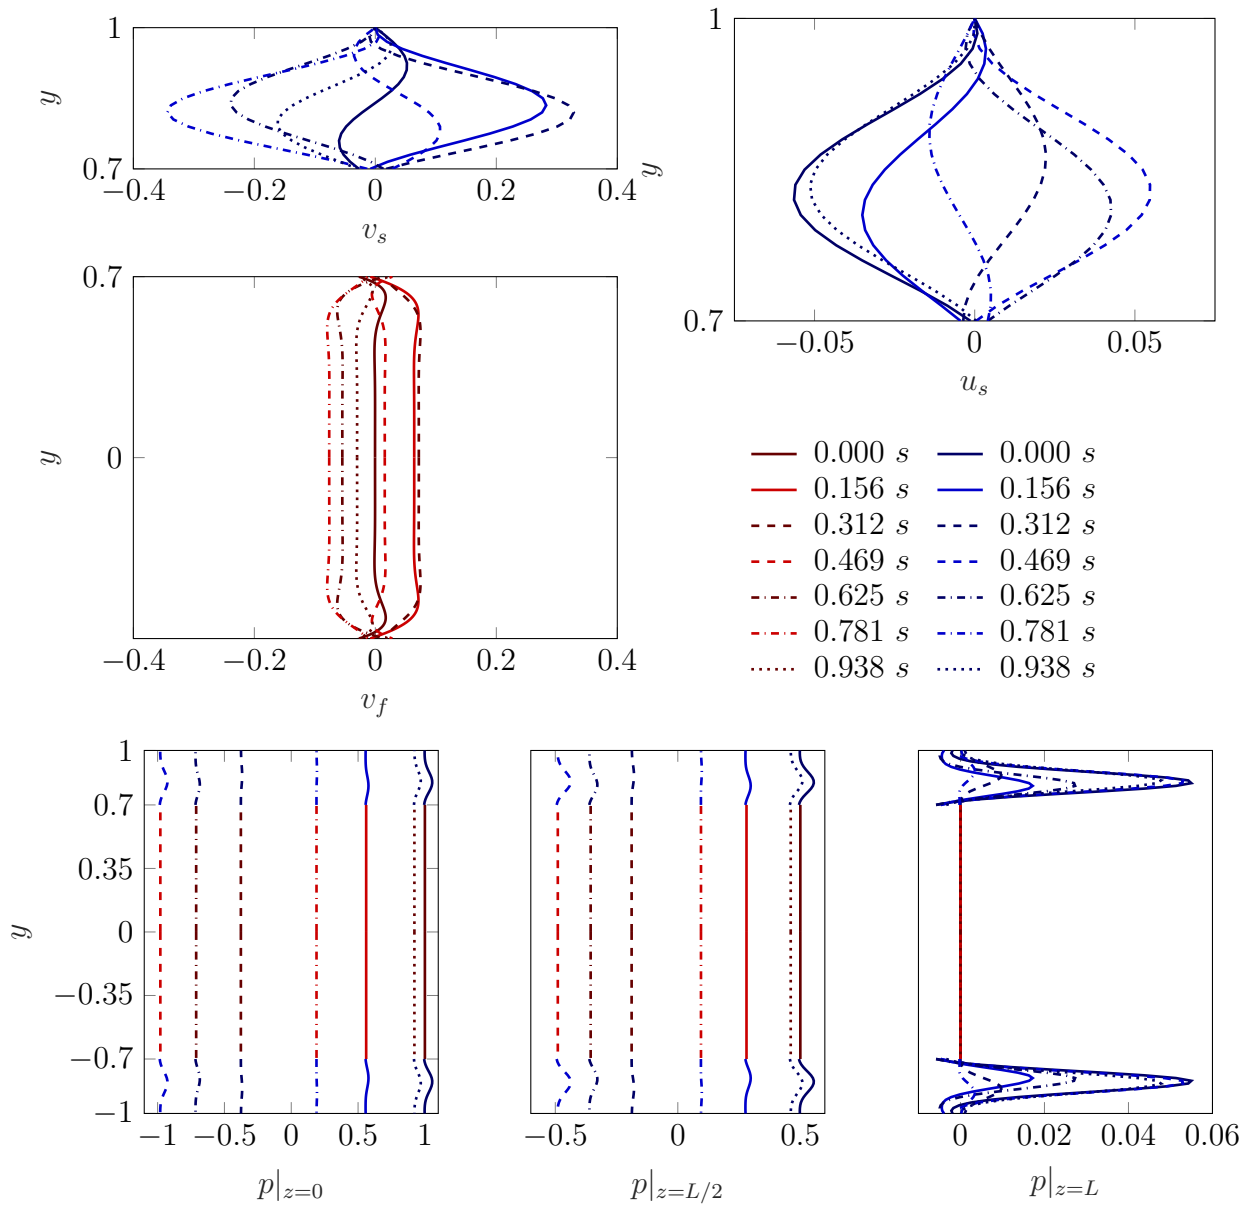 1
0.7
y
−0.4
−0.2
0
0.2
0.4
v_s
1
0.7
y
−0.05
0
0.05
u_s
0.7
0
y
−0.4
−0.2
0
0.2
0.4
v_f
0.000 s 0.000 s
0.156 s 0.156 s
0.312 s 0.312 s
0.469 s 0.469 s
0.625 s 0.625 s
0.781 s 0.781 s
0.938 s 0.938 s
1
0.7
0.35
0
−0.35
−0.7
−1
y
−1 −0.5 0 0.5 1
p|z=0
−0.5 0 0.5
p|z=L/2
0 0.02 0.04 0.06
p|z=L